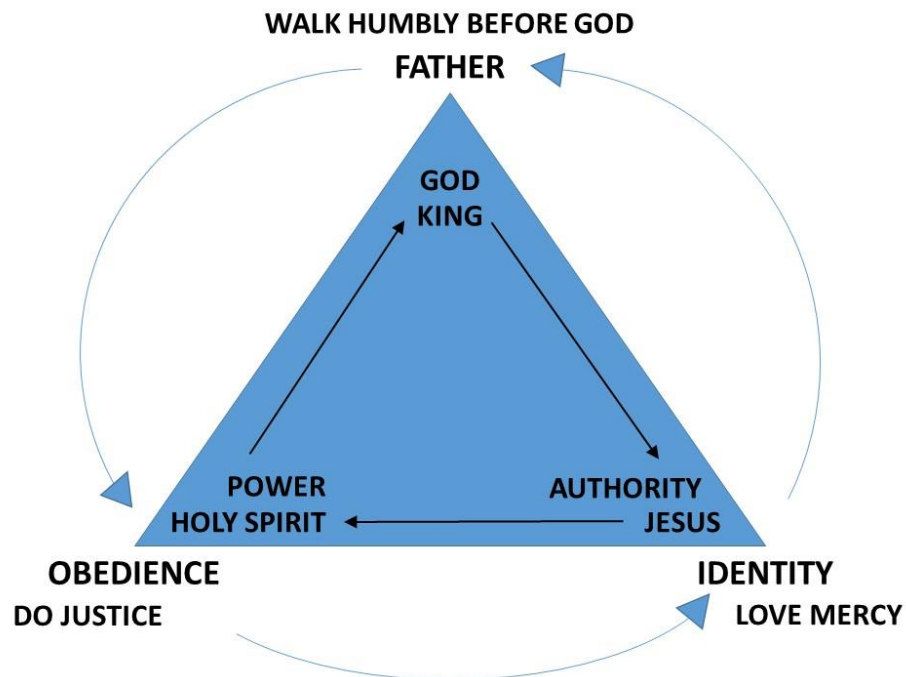 WALK HUMBLY BEFORE GOD
FATHER
GOD
KING
POWER
HOLY SPIRIT
AUTHORITY
JESUS
OBEDIENCE
DO JUSTICE
IDENTITY
LOVE MERCY